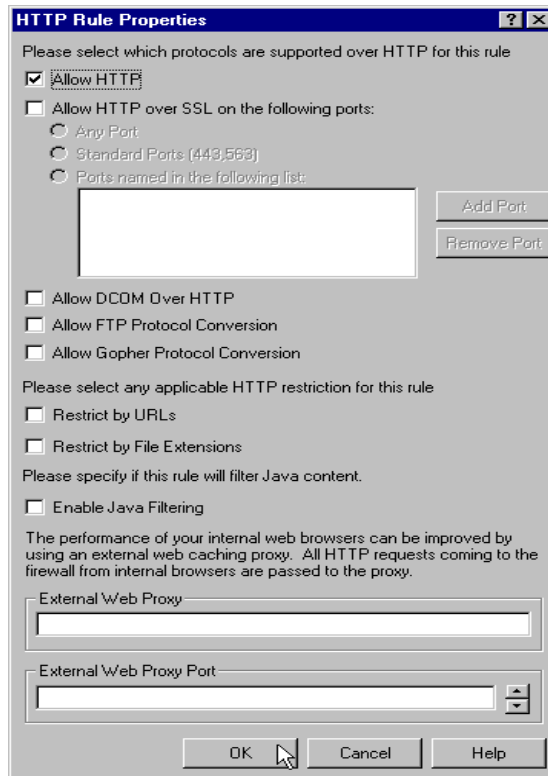 HTTP Rule Properties
Please select which protocols are supported over HTTP for this rule
Allow HTTP
Allow HTTP over SSL on the following ports:
Any Port
Standard Ports (443,563)
Ports named in the following list:
Add Port
Remove Port
Allow DCOM Over HTTP
Allow FTP Protocol Conversion
Allow Gopher Protocol Conversion
Please select any applicable HTTP restriction for this rule
Restrict by URLs
Restrict by File Extensions
Please specify if this rule will filter Java content.
Enable Java Filtering
The performance of your internal web browsers can be improved by
using an external web caching proxy. All HTTP requests coming to the
firewall from internal browsers are passed to the proxy.
External Web Proxy
External Web Proxy Port
OK
Cancel
Help